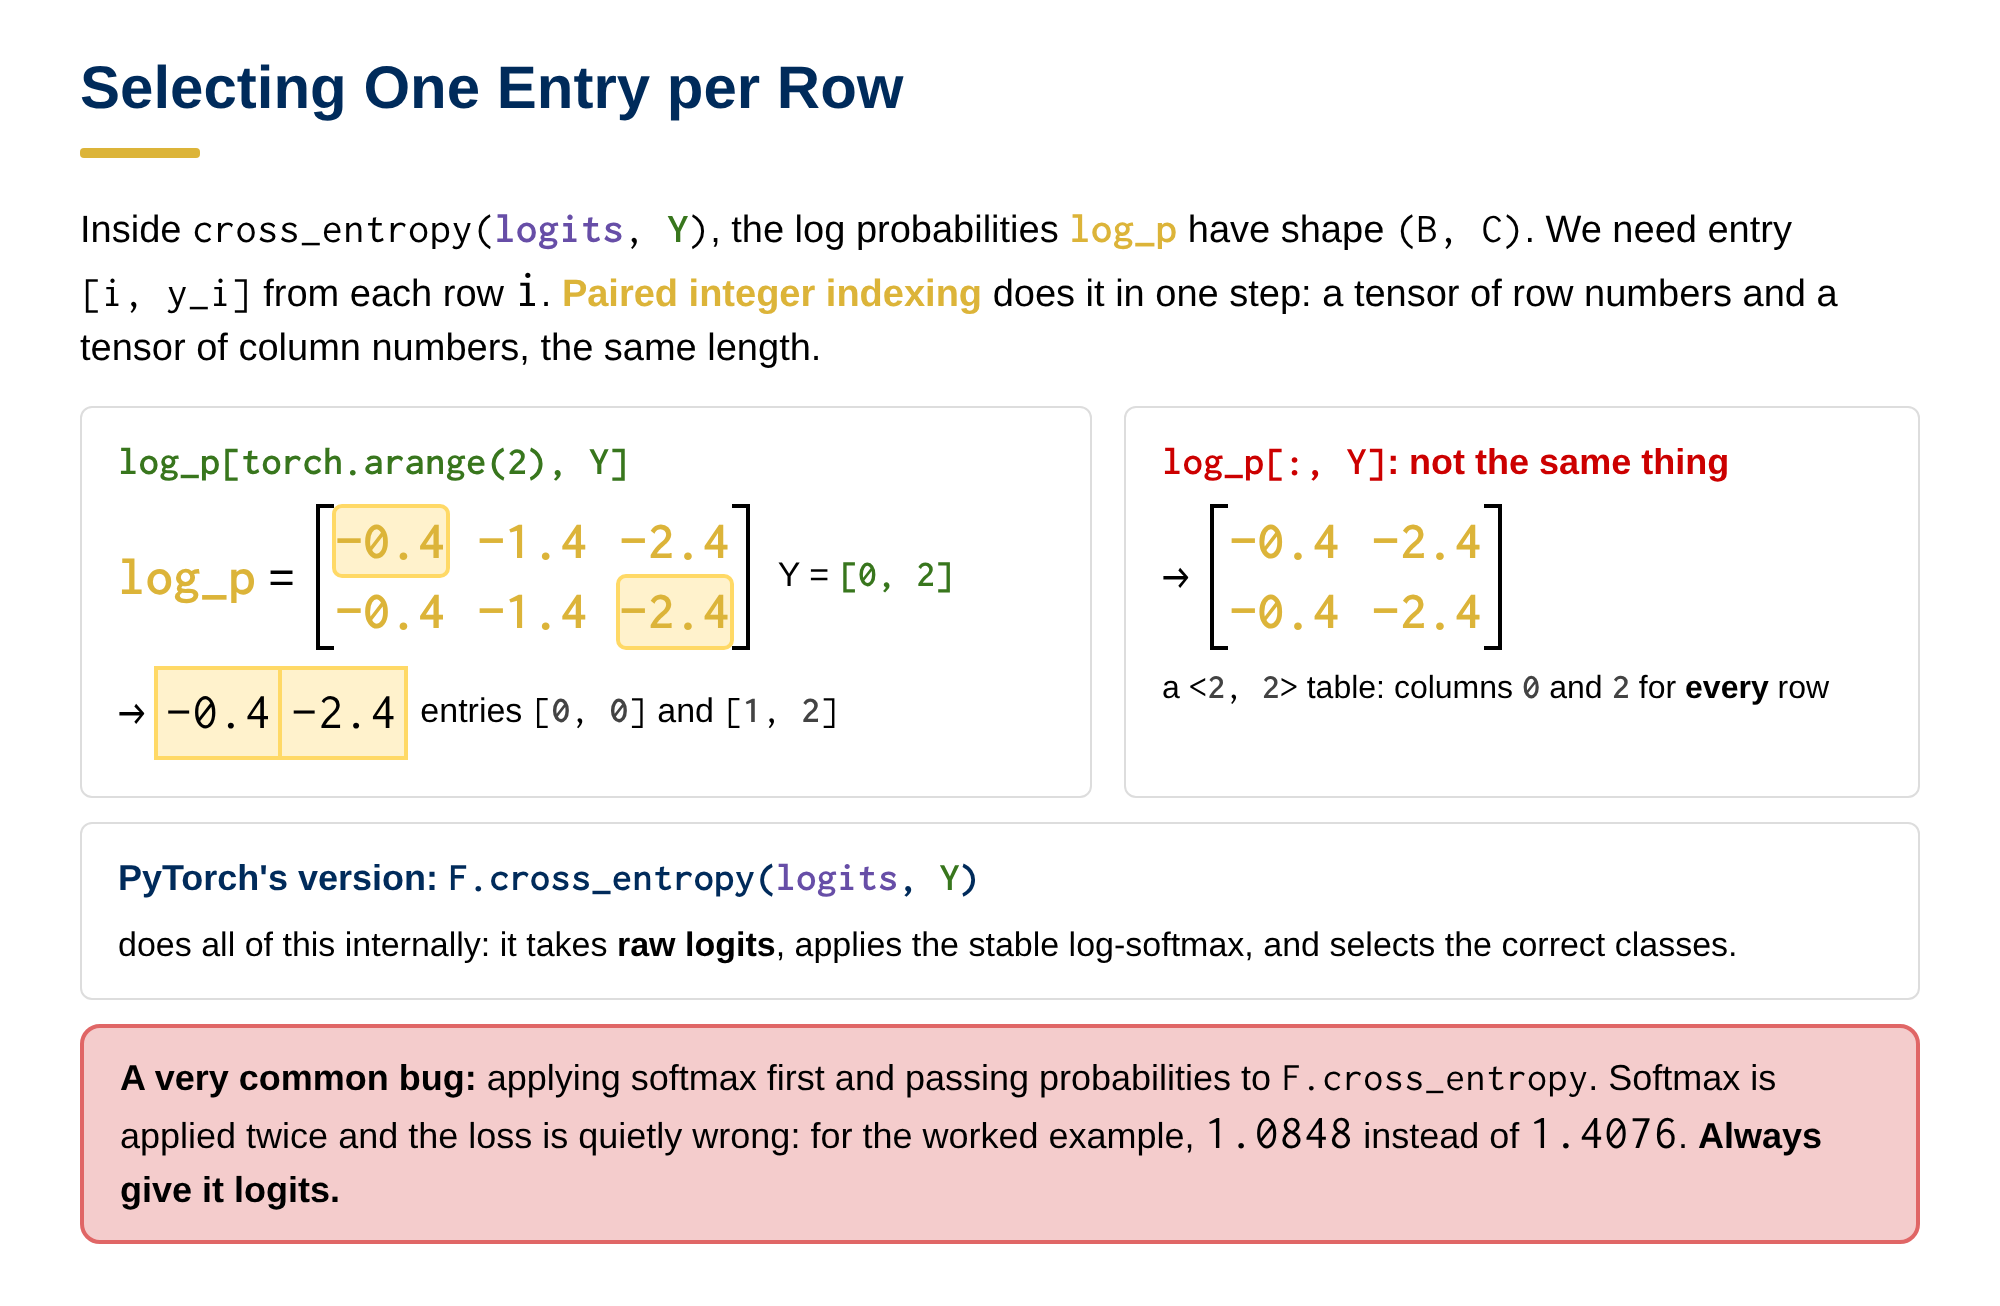 Selecting One Entry per Row
Inside cross_entropy(logits, Y), the log probabilities log_p have shape (B, C). We need entry
[i, y_i] from each row i. Paired integer indexing does it in one step: a tensor of row numbers and a
tensor of column numbers, the same length.
log_p[torch.arange(2), Y]
log_p = [−0.4 −1.4 −2.4
−0.4 −1.4 −2.4] Y = [0, 2]
→ −0.4 −2.4 entries [0, 0] and [1, 2]
log_p[:, Y]: not the same thing
→ [−0.4 −2.4
−0.4 −2.4]
a <2, 2> table: columns 0 and 2 for every row
PyTorch's version: F.cross_entropy(logits, Y)
does all of this internally: it takes raw logits, applies the stable log-softmax, and selects the correct classes.
A very common bug: applying softmax first and passing probabilities to F.cross_entropy. Softmax is
applied twice and the loss is quietly wrong: for the worked example, 1.0848 instead of 1.4076. Always
give it logits.